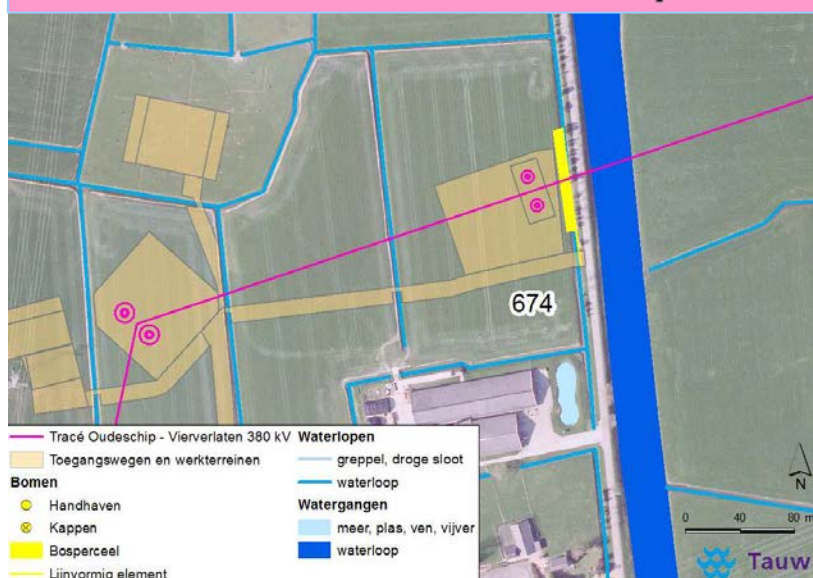 674
Tracé Oudeschip - Vierverlaten 380 kV
Toegangswegen en werkterreinen
Bomen
Handhaven
Kappen
Bosperceel
Lijnvormig element
Waterlopen
greppel, droge sloot
waterloop
Watergangen
meer, plas, ven, vijver
waterloop
N
0 40 80 m
Tauw